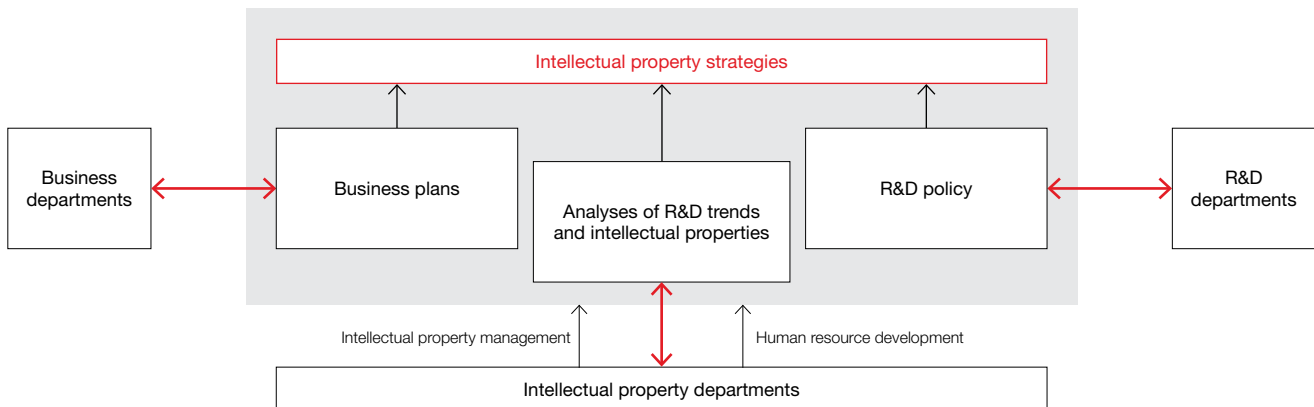 Intellectual property strategies
Business
departments
Business plans
Analyses of R&D trends
and intellectual properties
R&D policy
R&D
departments
Intellectual property management
Human resource development
Intellectual property departments